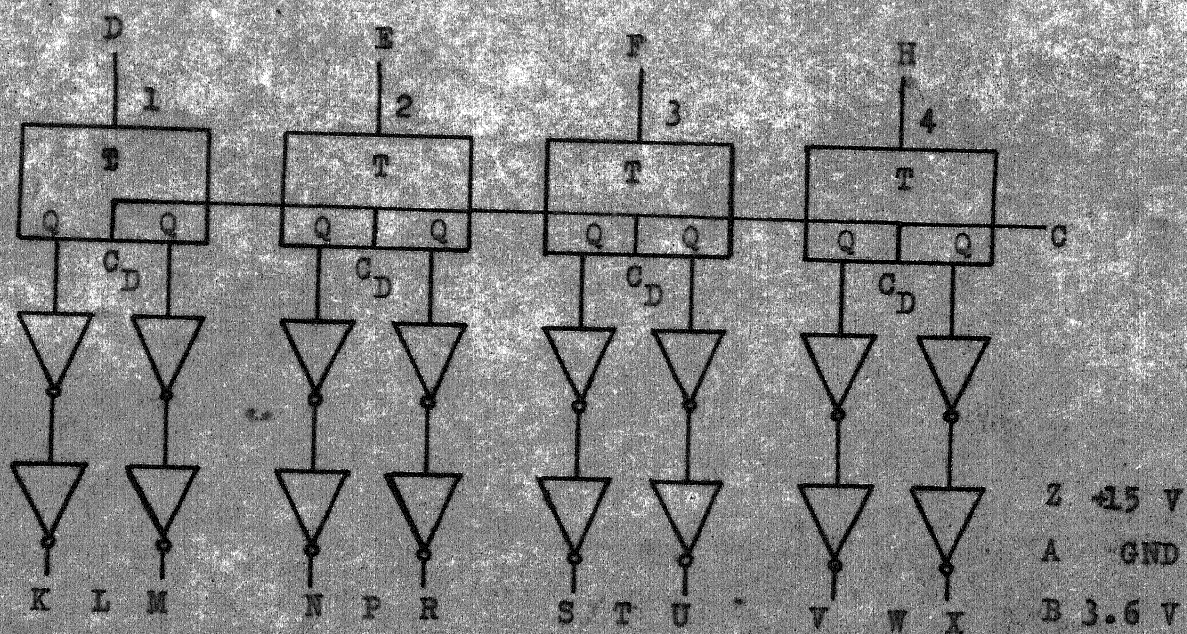 D E F H
1 2 3 4
T T T T
Q Q Q Q Q Q Q Q C
CD CD CD CD
Z +15 V
A GND
K L M N P R S T U V W X B 3.6 V